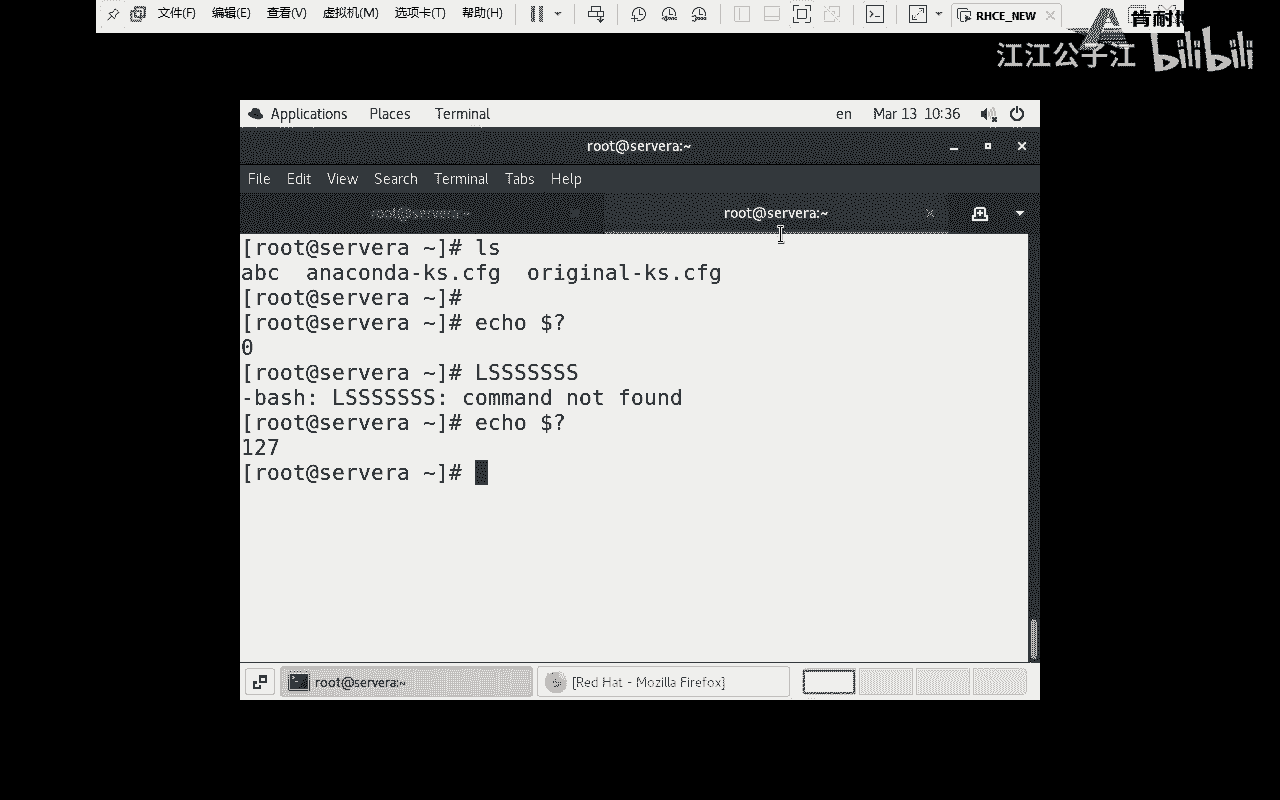 文件(F) 编辑(E) 查看(V) 虚拟机(M) 选项卡(T) 帮助(H) RHCE_NEW
江江公子江 bilibili
Applications Places Terminal en Mar 13 10:36
root@servera:~
File Edit View Search Terminal Tabs Help
root@servera:~ root@servera:~
[root@servera ~]# ls
abc  anaconda-ks.cfg  original-ks.cfg
[root@servera ~]#
[root@servera ~]# echo $?
0
[root@servera ~]# LSSSSSSS
-bash: LSSSSSSS: command not found
[root@servera ~]# echo $?
127
[root@servera ~]#
root@servera:~ [Red Hat - Mozilla Firefox]